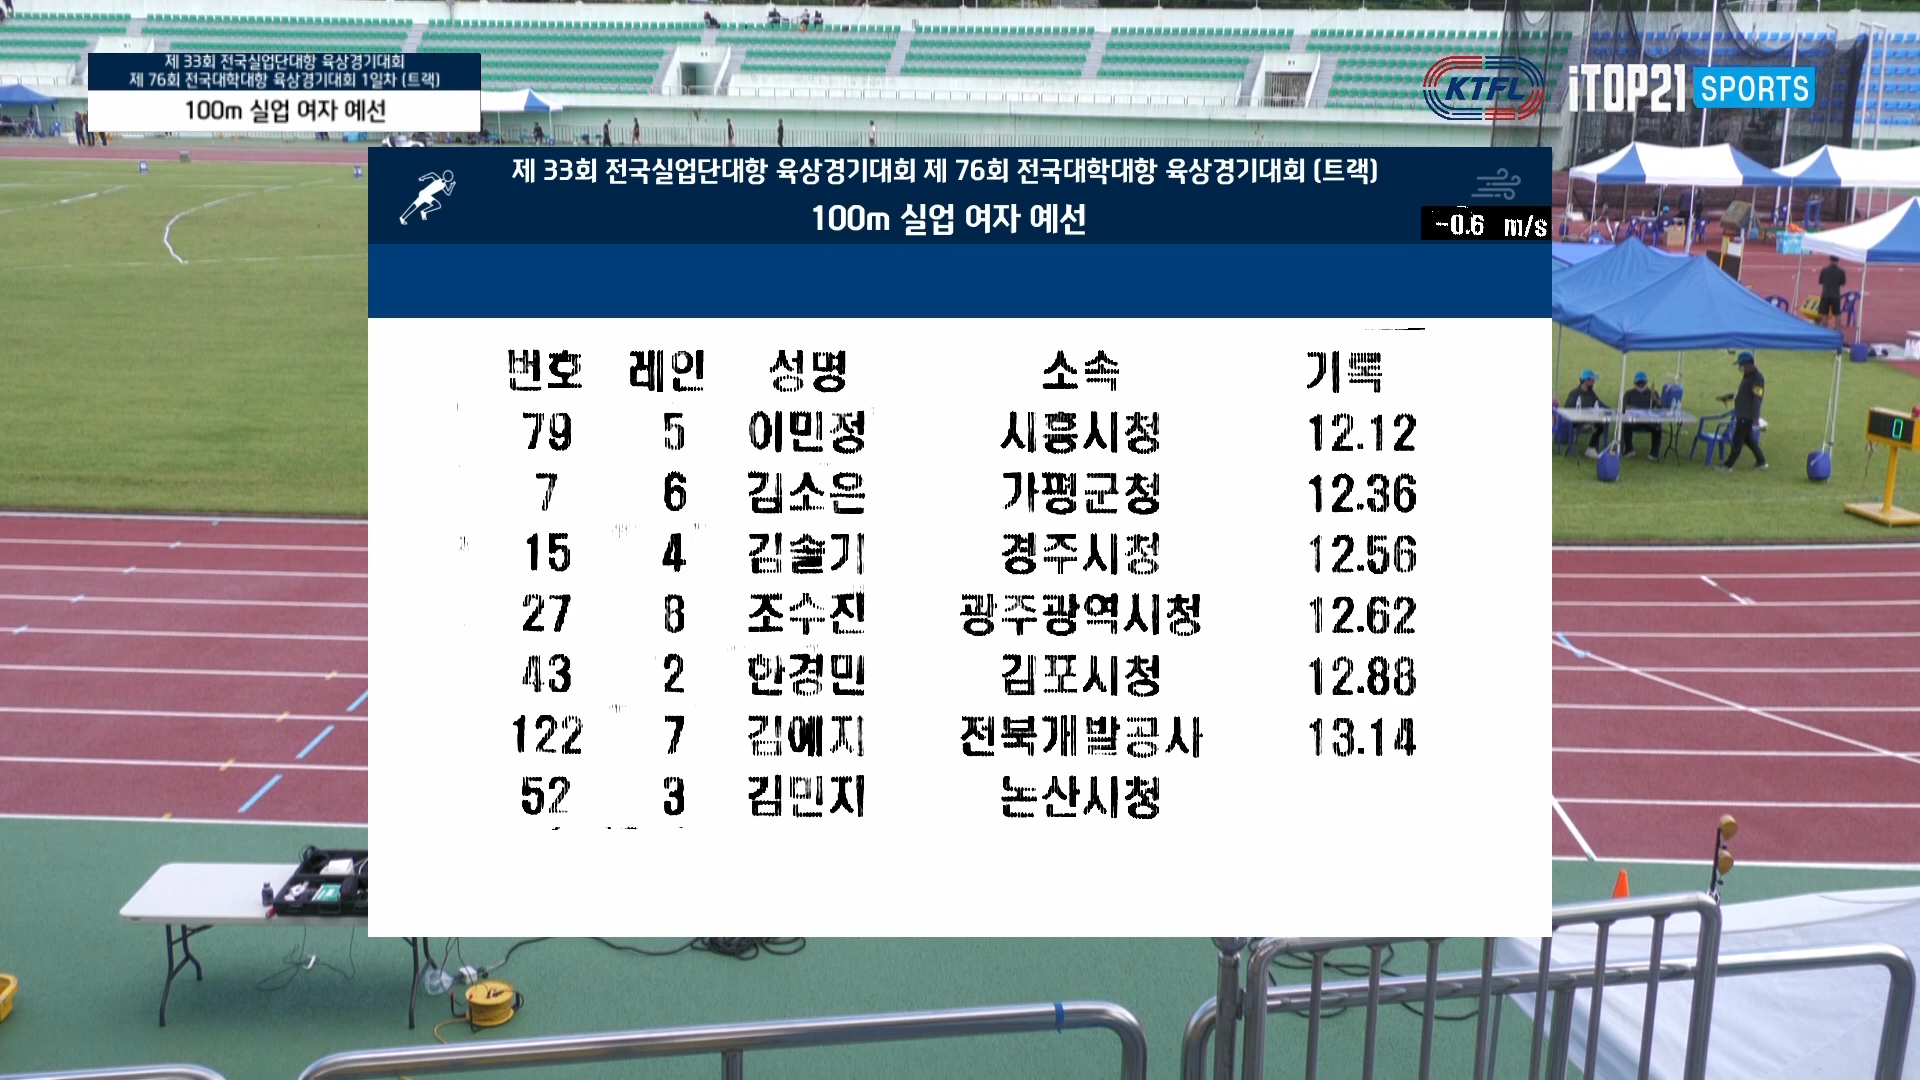 제 33회 전국실업단대항 육상경기대회
제 76회 전국대학대항 육상경기대회 1일차 (트랙)
100m 실업 여자 예선
KTFL iTOP21 SPORTS
제 33회 전국실업단대항 육상경기대회 제 76회 전국대학대항 육상경기대회 (트랙)
100m 실업 여자 예선
-0.6 m/s
번호 레인 성명 소속 기록
79 5 이민정 시흥시청 12.12
7 6 김소은 가평군청 12.36
15 4 김솔기 경주시청 12.56
27 8 조수진 광주광역시청 12.62
43 2 한경민 김포시청 12.88
122 7 김예지 전북개발공사 13.14
52 3 김민지 논산시청
0